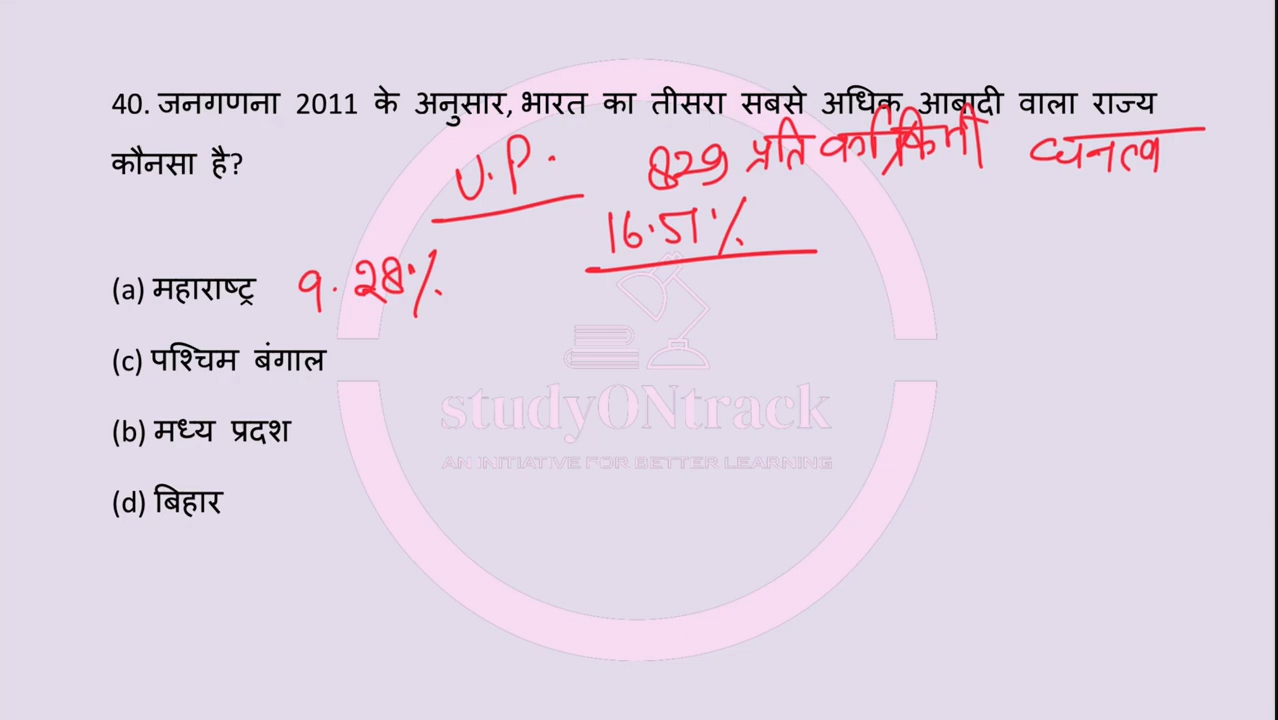 40. जनगणना 2011 के अनुसार, भारत का तीसरा सबसे अधिक आबादी वाला राज्य
कौनसा है?
U.P. 829 प्रति घनत्व
16.51%
(a) महाराष्ट्र 9.28%
(c) पश्चिम बंगाल
studyONtrack
(b) मध्य प्रदश
AN INITIATIVE FOR BETTER LEARNING
(d) बिहार